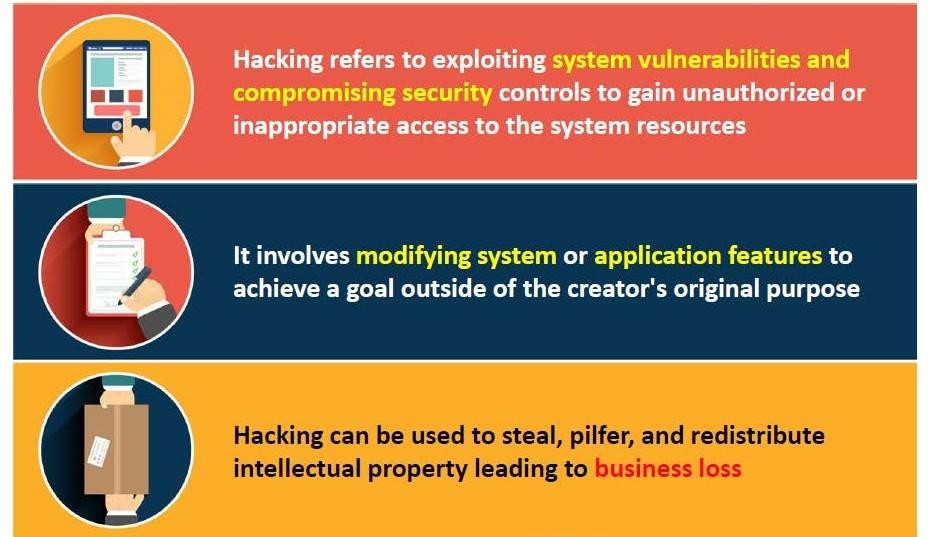 Hacking refers to exploiting system vulnerabilities and
compromising security controls to gain unauthorized or
inappropriate access to the system resources
It involves modifying system or application features to
achieve a goal outside of the creator's original purpose
Hacking can be used to steal, pilfer, and redistribute
intellectual property leading to business loss